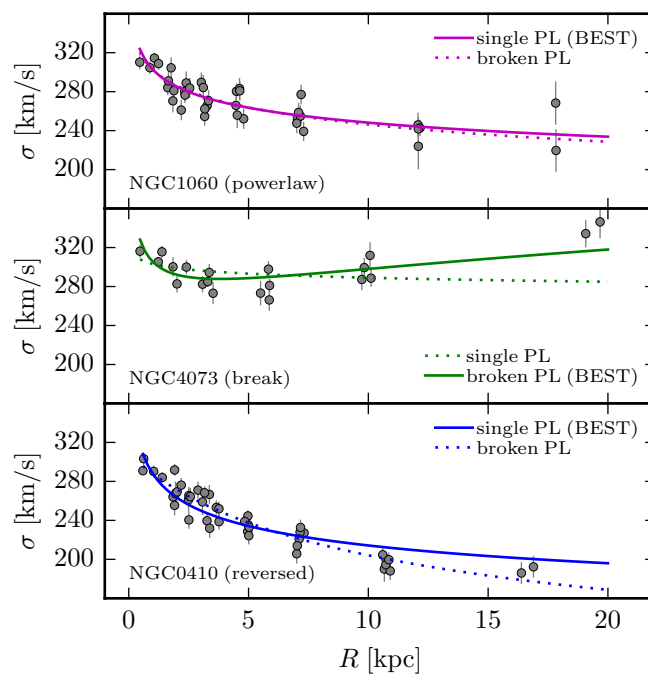 320
280
240
200
σ [km/s]
single PL (BEST)
broken PL
NGC1060 (powerlaw)
320
280
240
200
σ [km/s]
single PL
broken PL (BEST)
NGC4073 (break)
320
280
240
200
σ [km/s]
single PL (BEST)
broken PL
NGC0410 (reversed)
0 5 10 15 20
R [kpc]